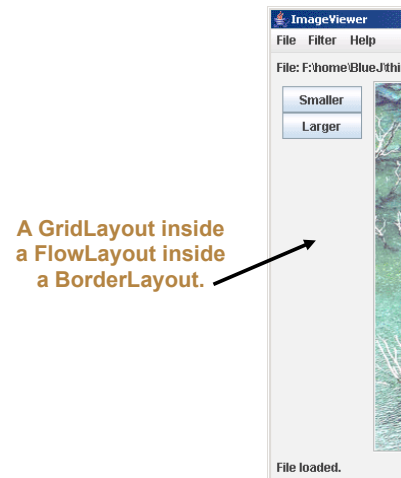 ImageViewer
File Filter Help
File: F:\home\BlueJ\thi
Smaller
Larger
A GridLayout inside
a FlowLayout inside
a BorderLayout.
File loaded.